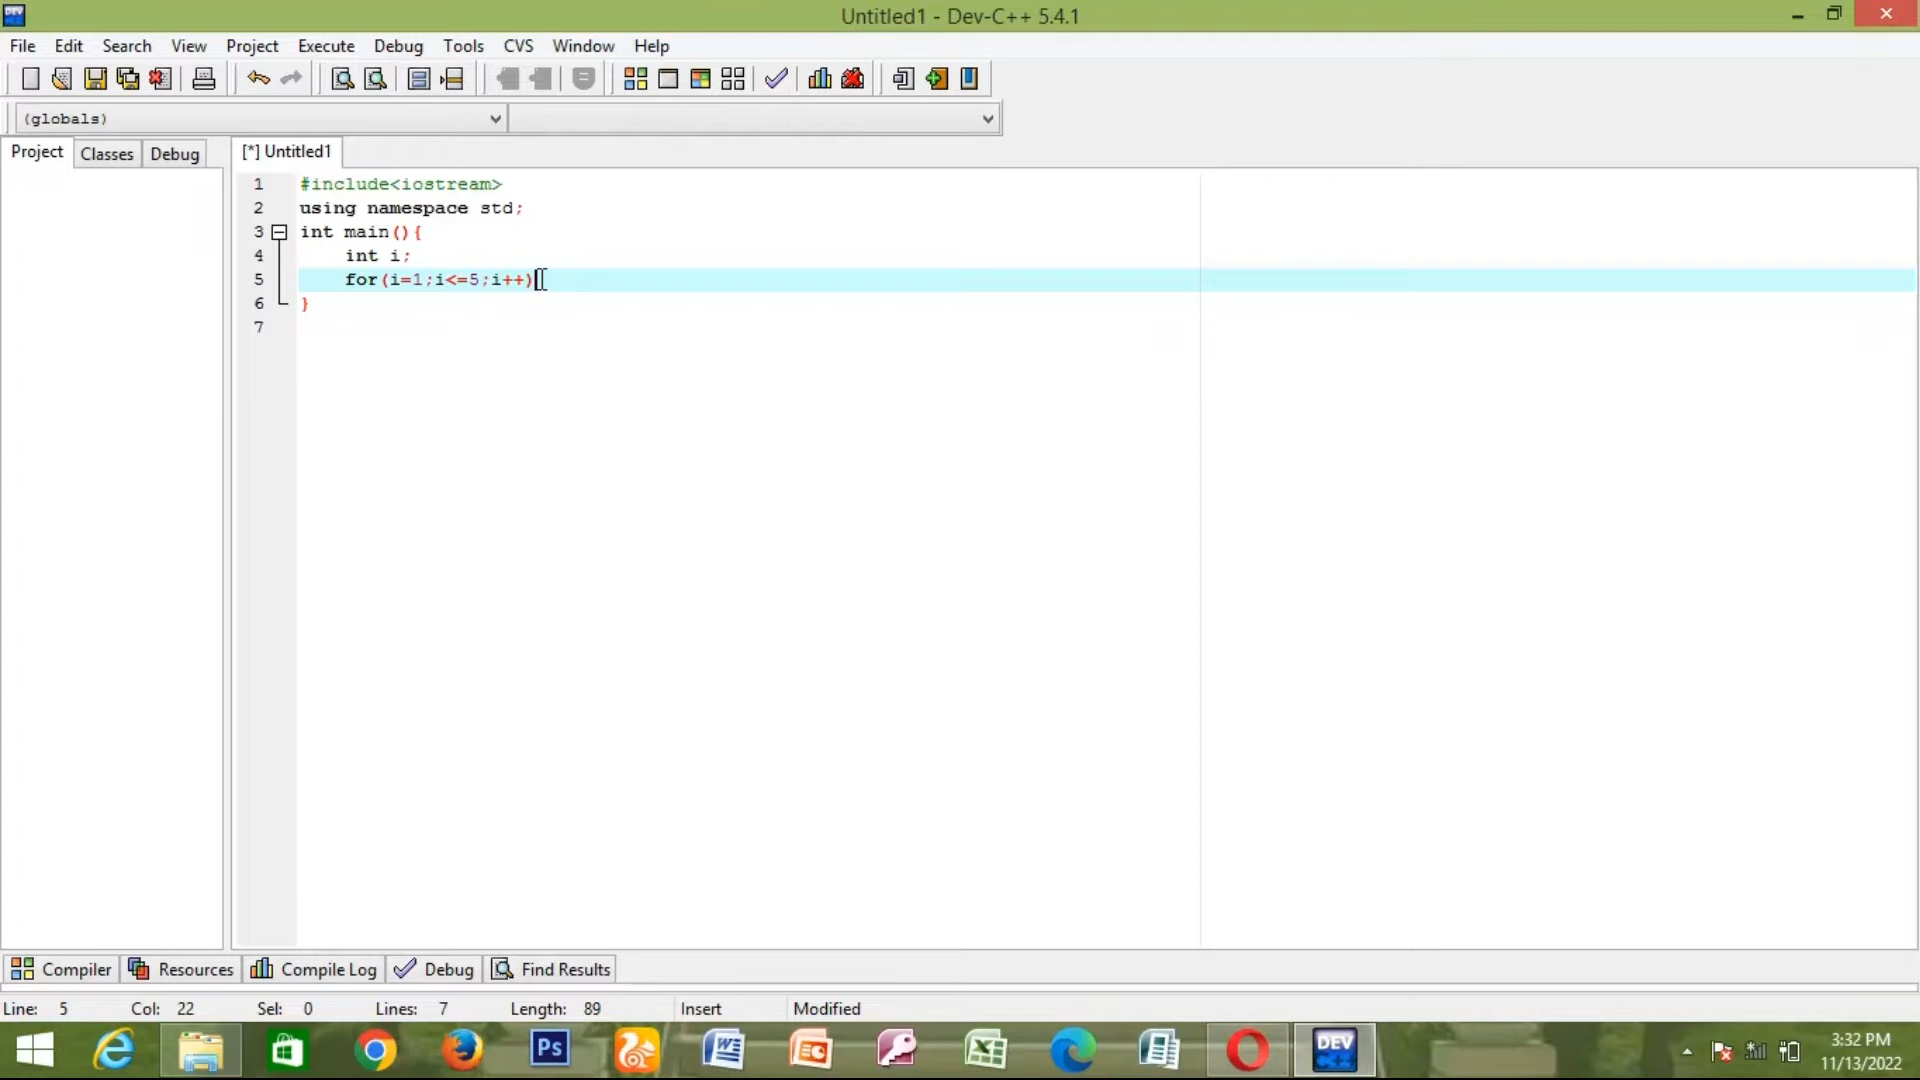 Untitled1 - Dev-C++ 5.4.1
File Edit Search View Project Execute Debug Tools CVS Window Help
(globals)
Project Classes Debug [*] Untitled1
1 #include<iostream>
2 using namespace std;
3 int main(){
4 int i;
5 for(i=1;i<=5;i++)
6 }
7
Compiler Resources Compile Log Debug Find Results
Line: 5 Col: 22 Sel: 0 Lines: 7 Length: 89 Insert Modified
3:32 PM
11/13/2022
DEV
Ps